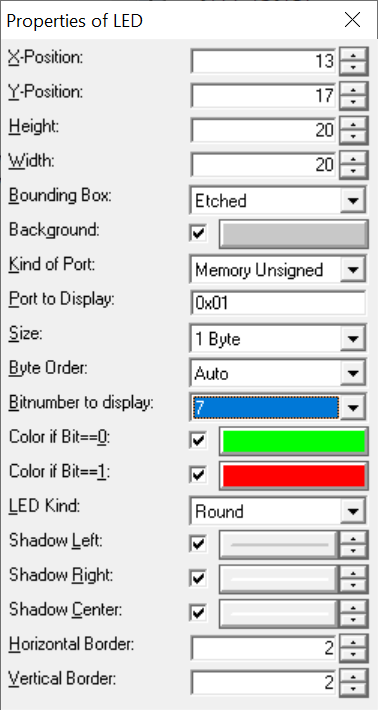 Properties of LED
X-Position: 13
Y-Position: 17
Height: 20
Width: 20
Bounding Box: Etched
Background:
Kind of Port: Memory Unsigned
Port to Display: 0x01
Size: 1 Byte
Byte Order: Auto
Bitnumber to display: 7
Color if Bit==0:
Color if Bit==1:
LED Kind: Round
Shadow Left:
Shadow Right:
Shadow Center:
Horizontal Border: 2
Vertical Border: 2